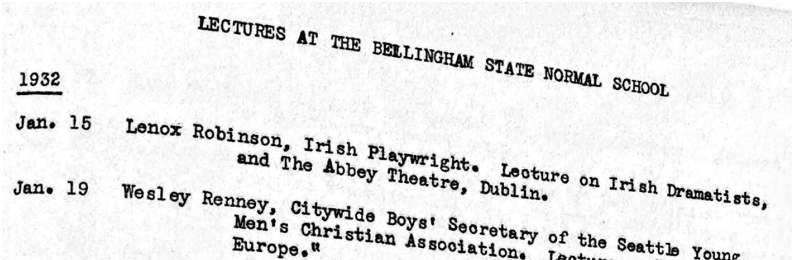 LECTURES AT THE BELLINGHAM STATE NORMAL SCHOOL
1932
Jan. 15 Lenox Robinson, Irish Playwright. Lecture on Irish Dramatists,
and The Abbey Theatre, Dublin.
Jan. 19 Wesley Renney, Citywide Boys' Secretary of the Seattle Young
Men's Christian Association.
Europe."